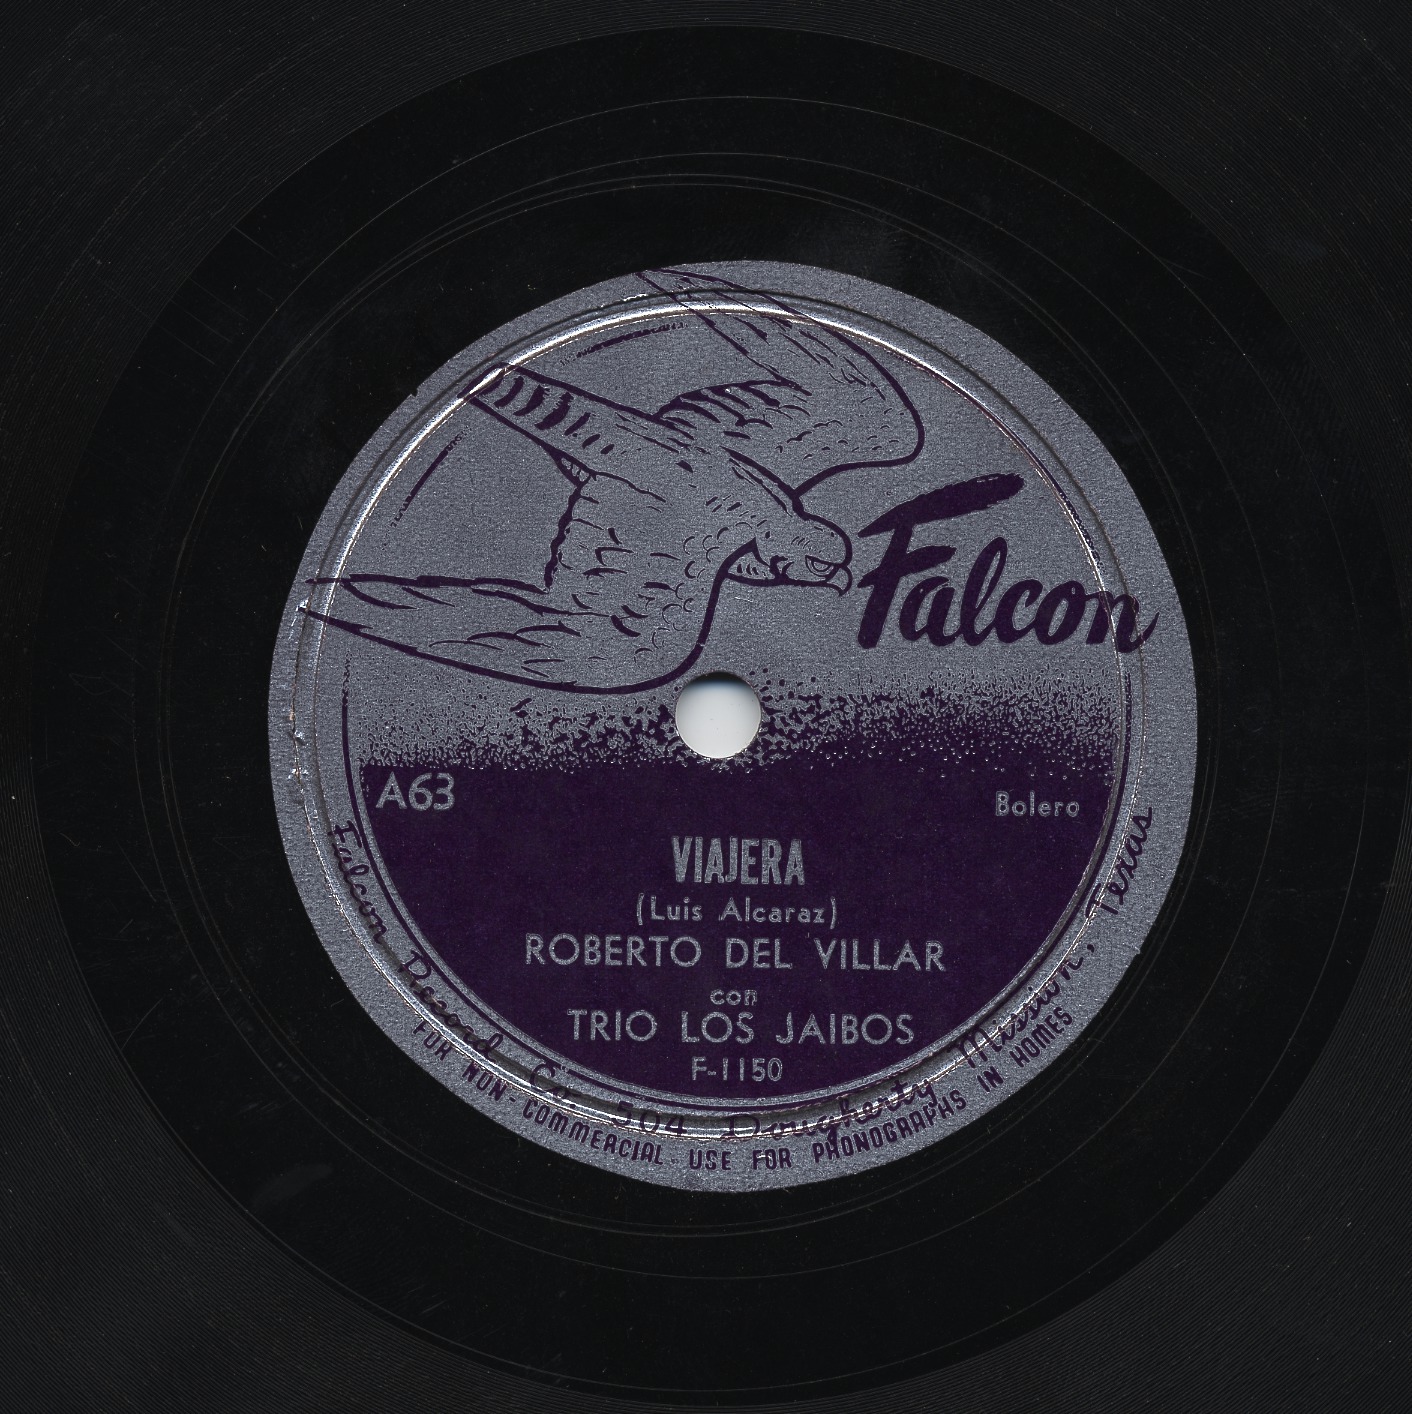 Falcon
A63
Bolero
VIAJERA
(Luis Alcaraz)
ROBERTO DEL VILLAR
con
TRIO LOS JAIBOS
F-1150
Falcon Record Co. 504 Dougherty Mission, Texas
FOR NON-COMMERCIAL-USE FOR PHONOGRAPHS IN HOMES